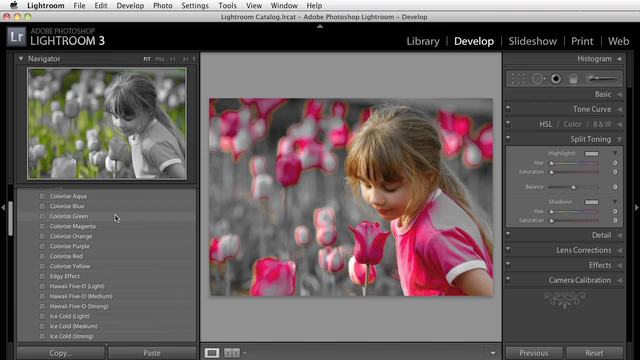 Lightroom File Edit Develop Photo Settings Tools View Window Help
Lightroom Catalog.lrcat - Adobe Photoshop Lightroom - Develop
Lr
ADOBE PHOTOSHOP
LIGHTROOM 3
Library | Develop | Slideshow | Print | Web
Navigator FIT FILL 1:1 3:1
Histogram
Basic
Tone Curve
HSL / Color / B & W
Split Toning
Highlights
Hue 0
Saturation 0
Balance 0
Shadows
Hue 0
Saturation 0
Detail
Lens Corrections
Effects
Camera Calibration
Colorize Aqua
Colorize Blue
Colorize Green
Colorize Magenta
Colorize Orange
Colorize Purple
Colorize Red
Colorize Yellow
Edgy Effect
Hawaii Five-O (Light)
Hawaii Five-O (Medium)
Hawaii Five-O (Strong)
Ice Cold (Light)
Ice Cold (Medium)
Ice Cold (Strong)
Copy... Paste
Previous Reset